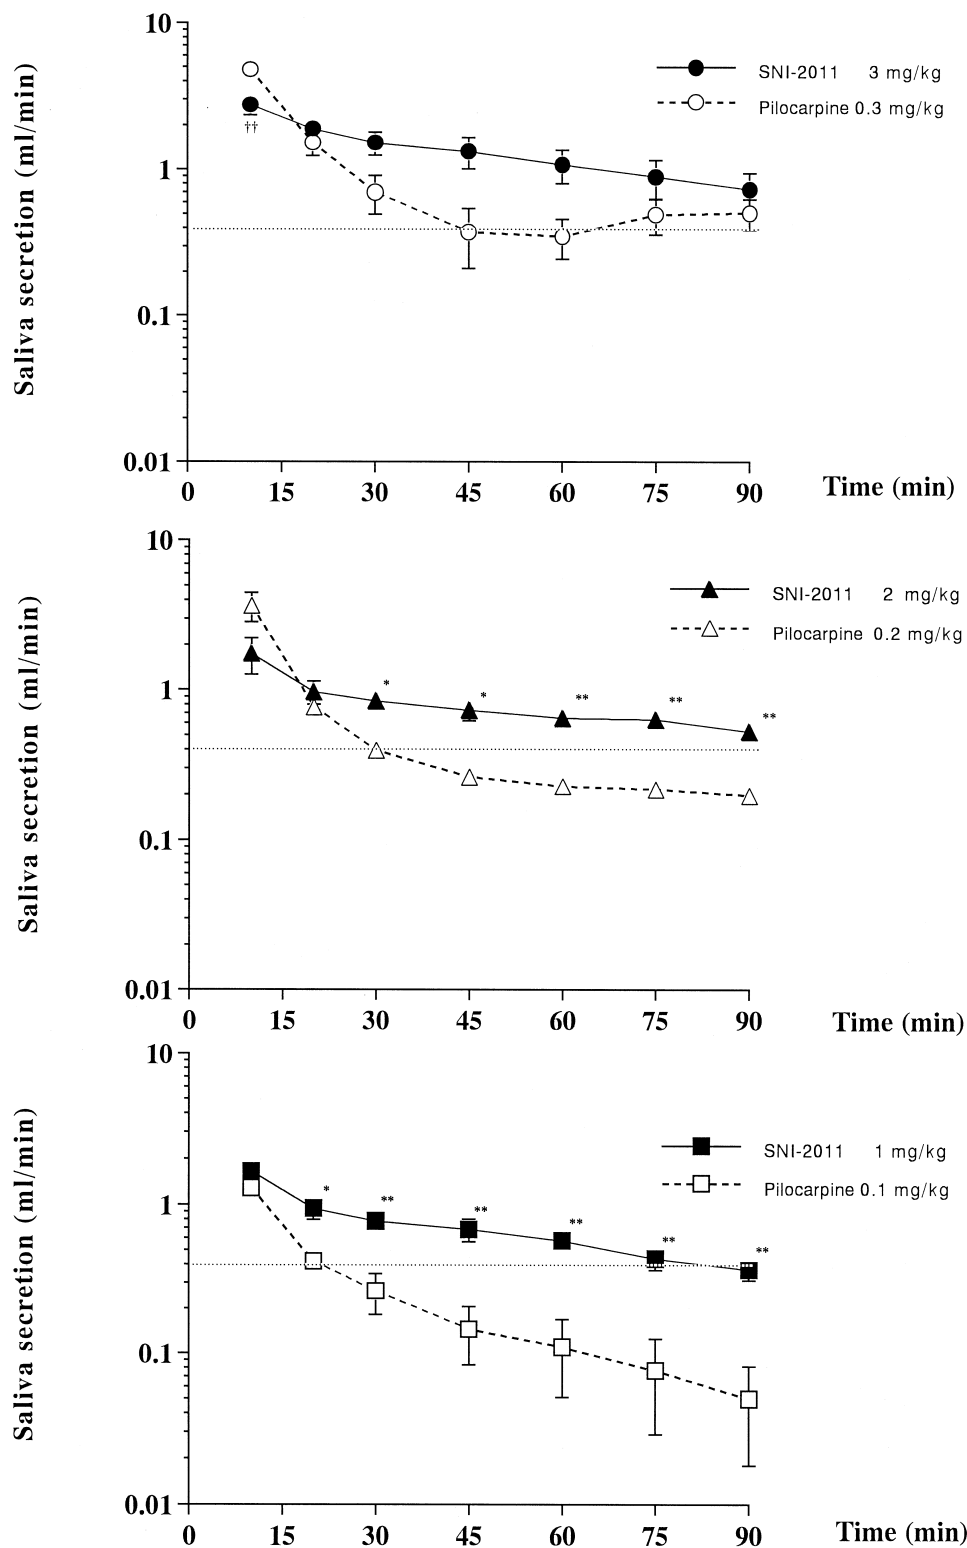 10
SNI-2011 3 mg/kg
Pilocarpine 0.3 mg/kg
††
1
Saliva secretion (ml/min)
0.1
0.01
0 15 30 45 60 75 90
Time (min)
10
SNI-2011 2 mg/kg
Pilocarpine 0.2 mg/kg
* * ** ** **
1
Saliva secretion (ml/min)
0.1
0.01
0 15 30 45 60 75 90
Time (min)
10
SNI-2011 1 mg/kg
Pilocarpine 0.1 mg/kg
* ** ** ** ** **
1
Saliva secretion (ml/min)
0.1
0.01
0 15 30 45 60 75 90
Time (min)